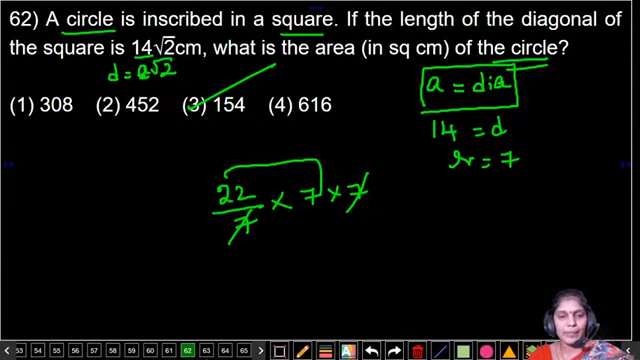 62) A circle is inscribed in a square. If the length of the diagonal of
the square is 14√2cm, what is the area (in sq cm) of the circle?
d = a√2
(1) 308 (2) 452 (3) 154 (4) 616
a = dia
14 = d
r = 7
22/7 × 7 × 7
53 54 55 56 57 58 59 60 61 62 63 64 65